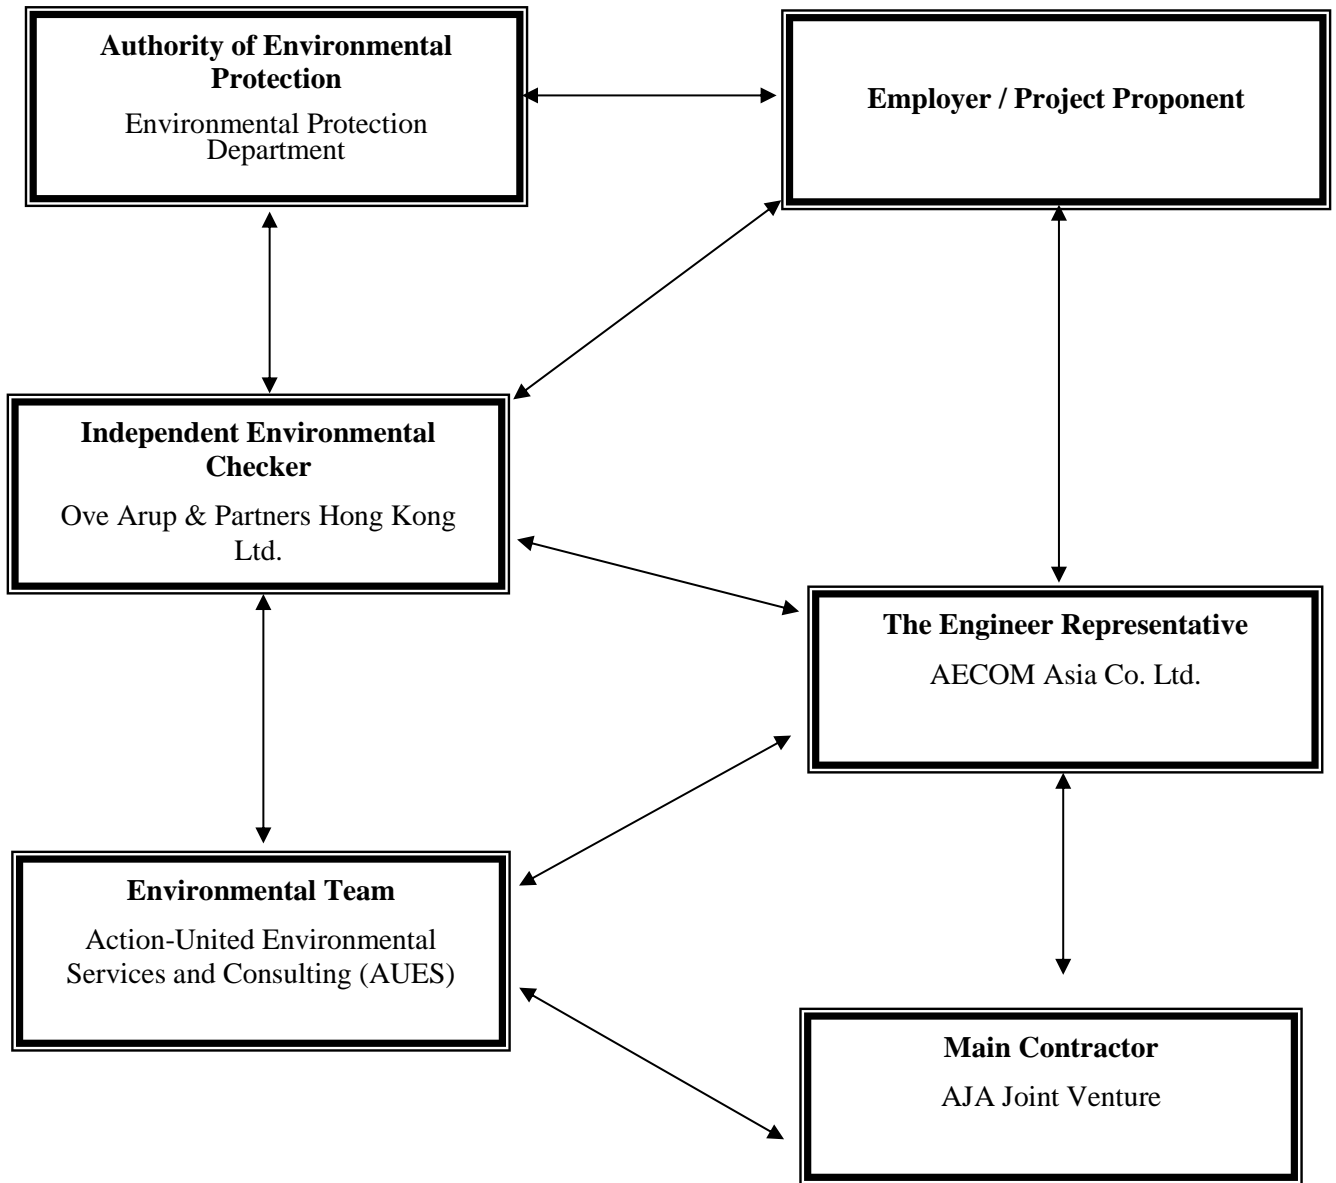 Authority of Environmental
Protection
Environmental Protection
Department
Employer / Project Proponent
Independent Environmental
Checker
Ove Arup & Partners Hong Kong
Ltd.
The Engineer Representative
AECOM Asia Co. Ltd.
Environmental Team
Action-United Environmental
Services and Consulting (AUES)
Main Contractor
AJA Joint Venture